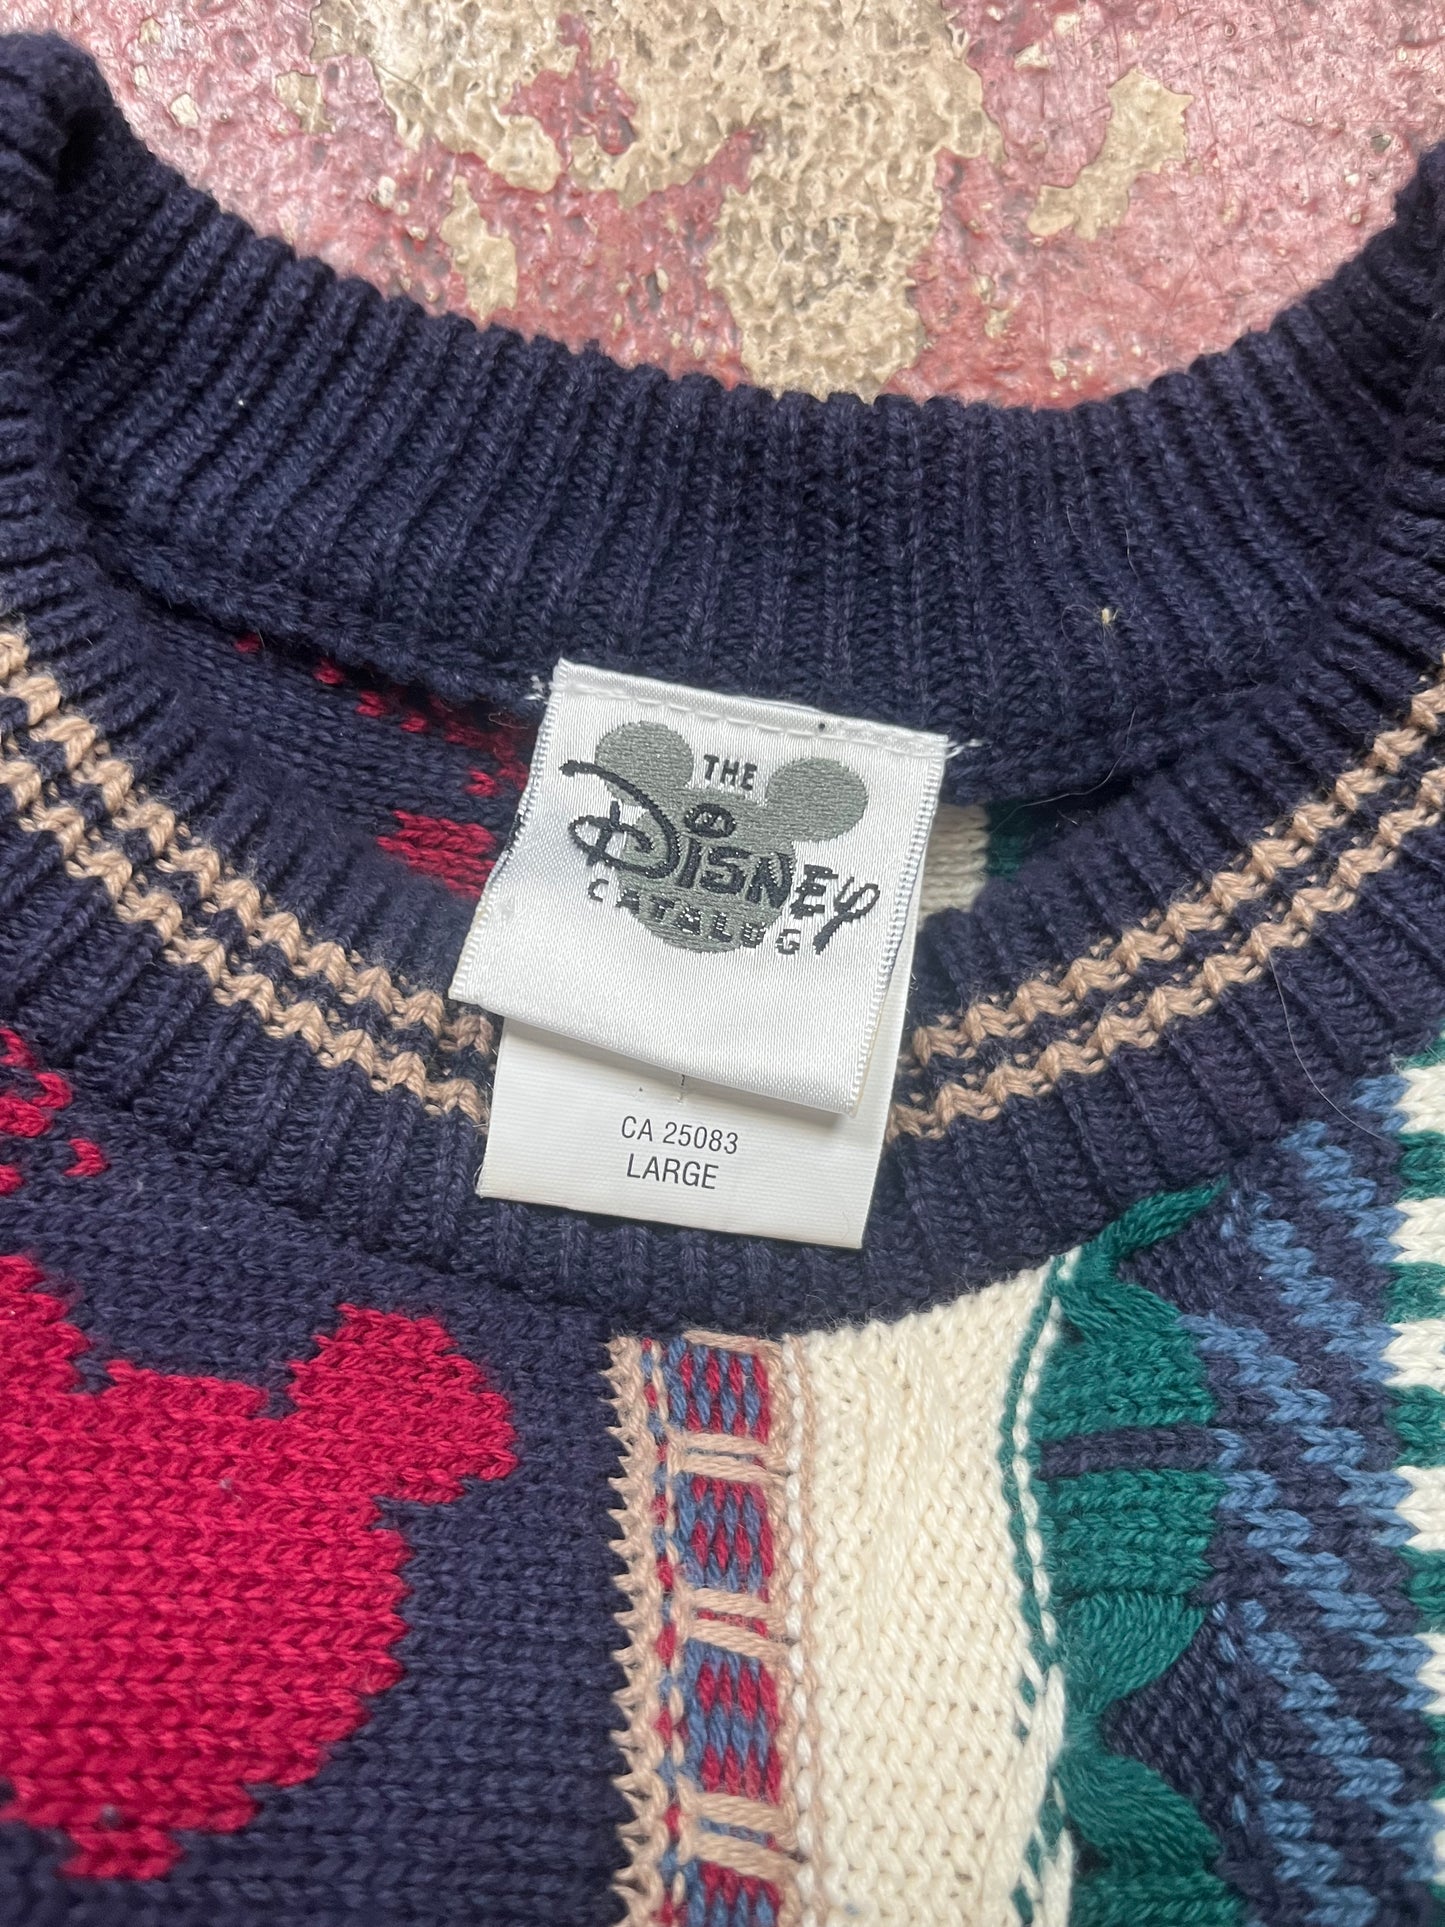 THE
DISNEY
CATALOG
CA 25083
LARGE